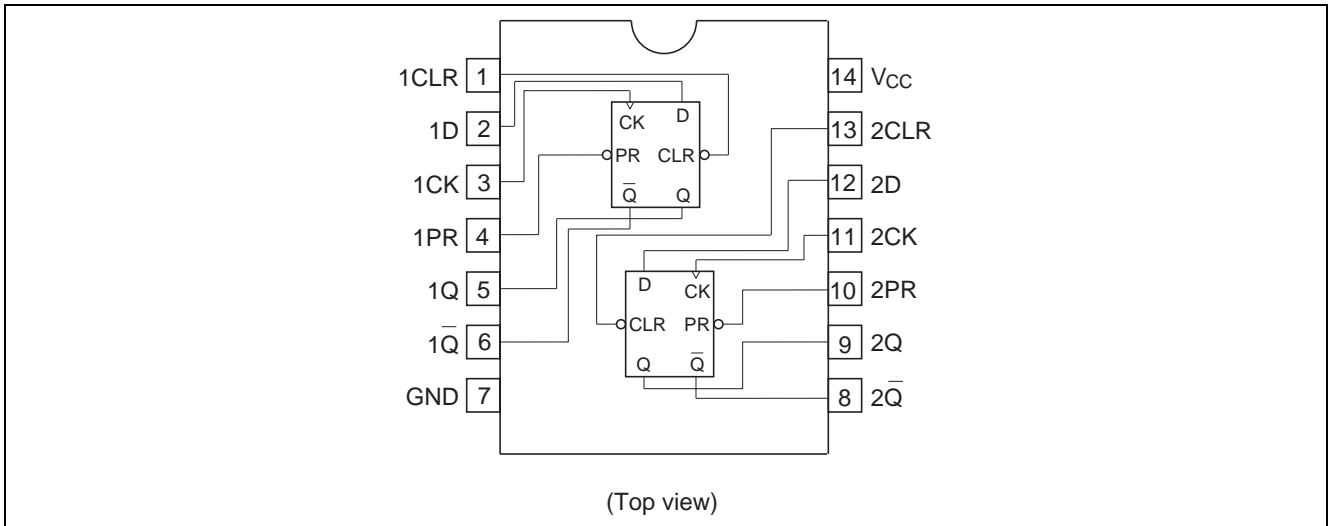 1CLR 1
1D 2
1CK 3
1PR 4
1Q 5
1Q̅ 6
GND 7
14 VCC
13 2CLR
12 2D
11 2CK
10 2PR
9 2Q
8 2Q̅
CK D
PR CLR
Q̅ Q
D CK
CLR PR
Q Q̅
(Top view)